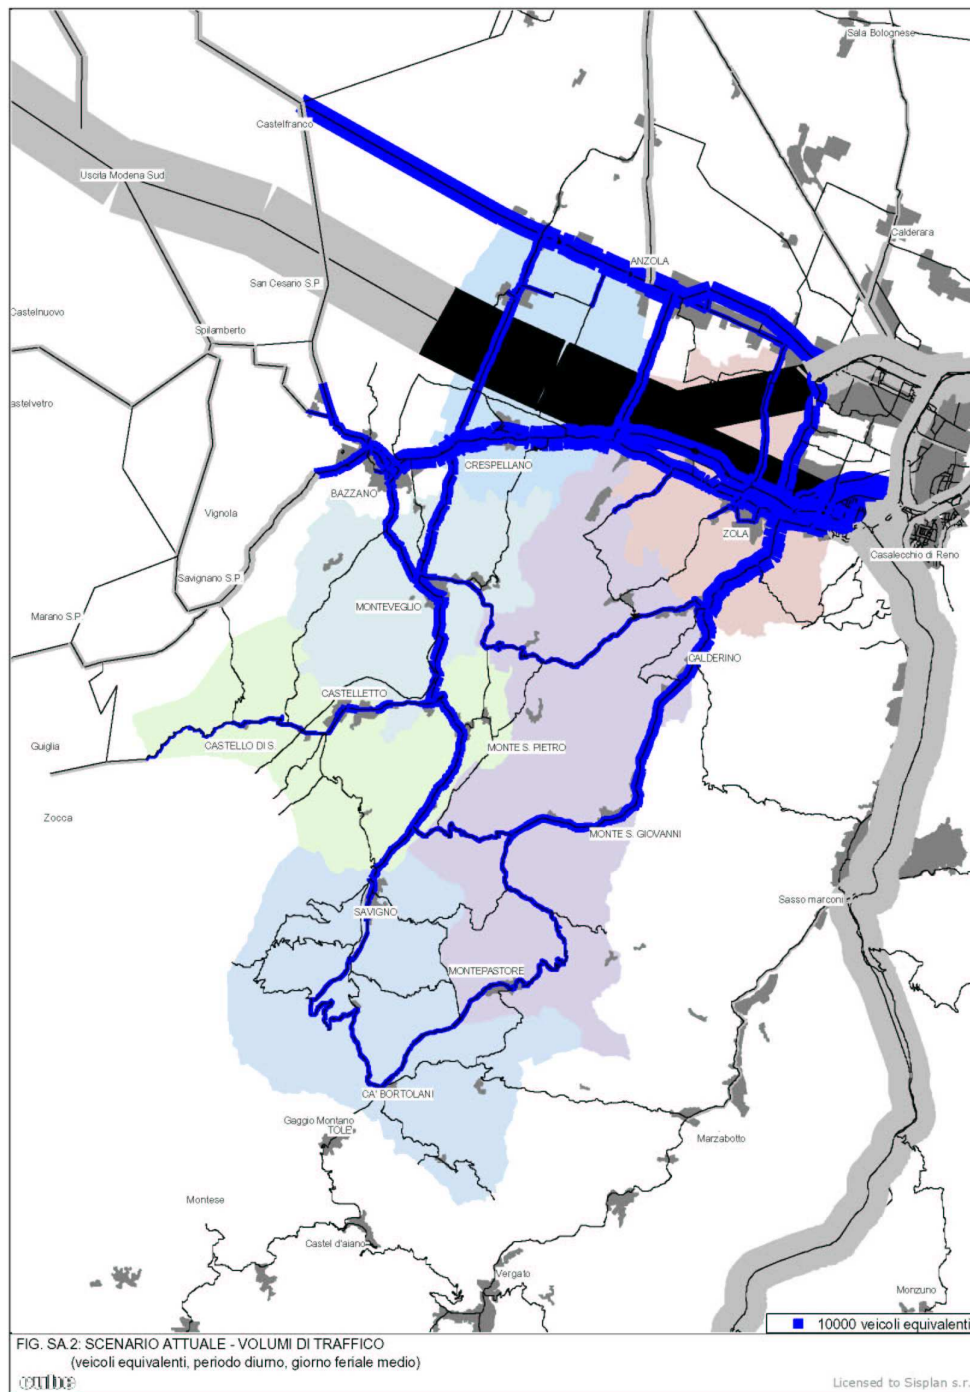 Sala Bolognese
Castelfranco
Uscita Modena Sud
Calderara
ANZOLA
San Cesario S.P
Castelnuovo
Spilamberto
astelvetro
CRESPELLANO
BAZZANO
Vignola
ZOLA
Casalecchio di Reno
Savignano S.P
MONTEVEGLIO
Marano S.P
CALDERINO
CASTELLETTO
Guiglia
CASTELLO DI S.
MONTE S. PIETRO
Zocca
MONTE S. GIOVANNI
Sasso marconi
SAVIGNO
MONTEPASTORE
CA' BORTOLANI
Gaggio Montano
TOLE'
Marzabotto
Montese
Castel d'aiano
Vergato
Monzuno
10000 veicoli equivalenti
FIG. SA.2: SCENARIO ATTUALE - VOLUMI DI TRAFFICO
(veicoli equivalenti, periodo diurno, giorno feriale medio)
cube
Licensed to Sisplan s.r.